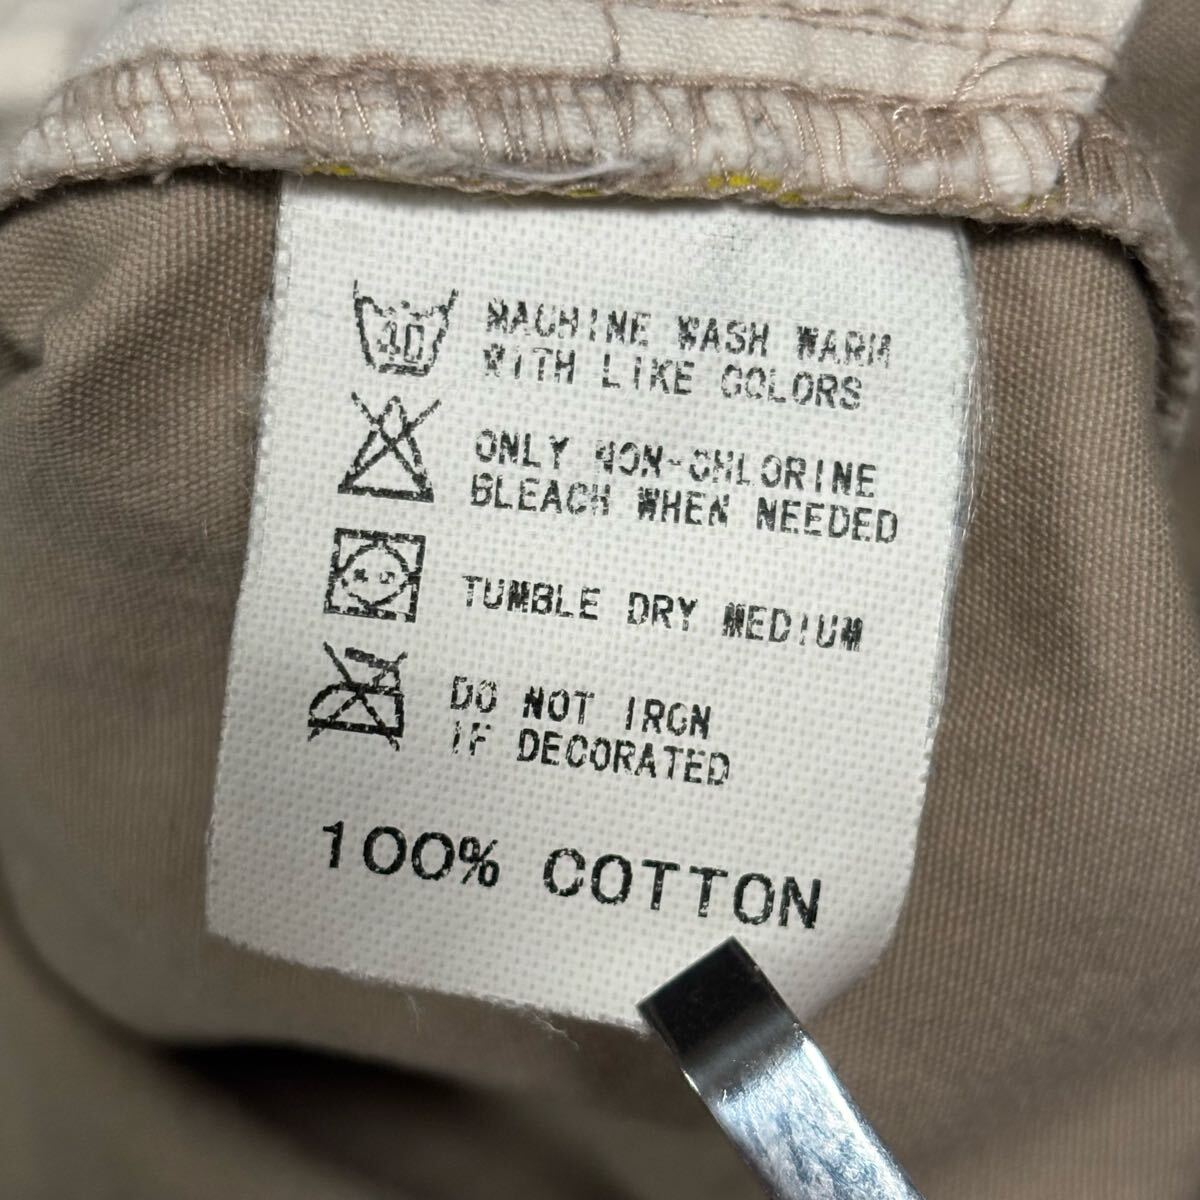 40
MACHINE WASH WARM
WITH LIKE COLORS
ONLY NON-CHLORINE
BLEACH WHEN NEEDED
TUMBLE DRY MEDIUM
DO NOT IRON
IF DECORATED
100% COTTON